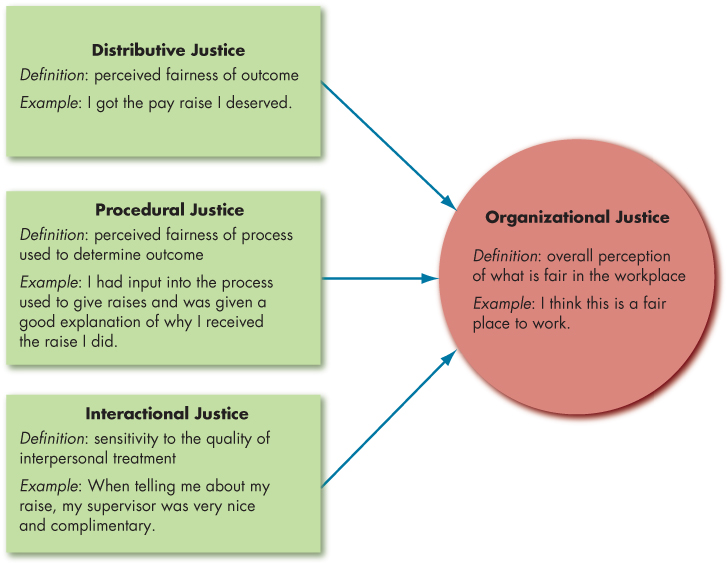 Distributive Justice
Definition: perceived fairness of outcome
Example: I got the pay raise I deserved.
Procedural Justice
Definition: perceived fairness of process
used to determine outcome
Example: I had input into the process
used to give raises and was given a
good explanation of why I received
the raise I did.
Interactional Justice
Definition: sensitivity to the quality of
interpersonal treatment
Example: When telling me about my
raise, my supervisor was very nice
and complimentary.
Organizational Justice
Definition: overall perception
of what is fair in the workplace
Example: I think this is a fair
place to work.